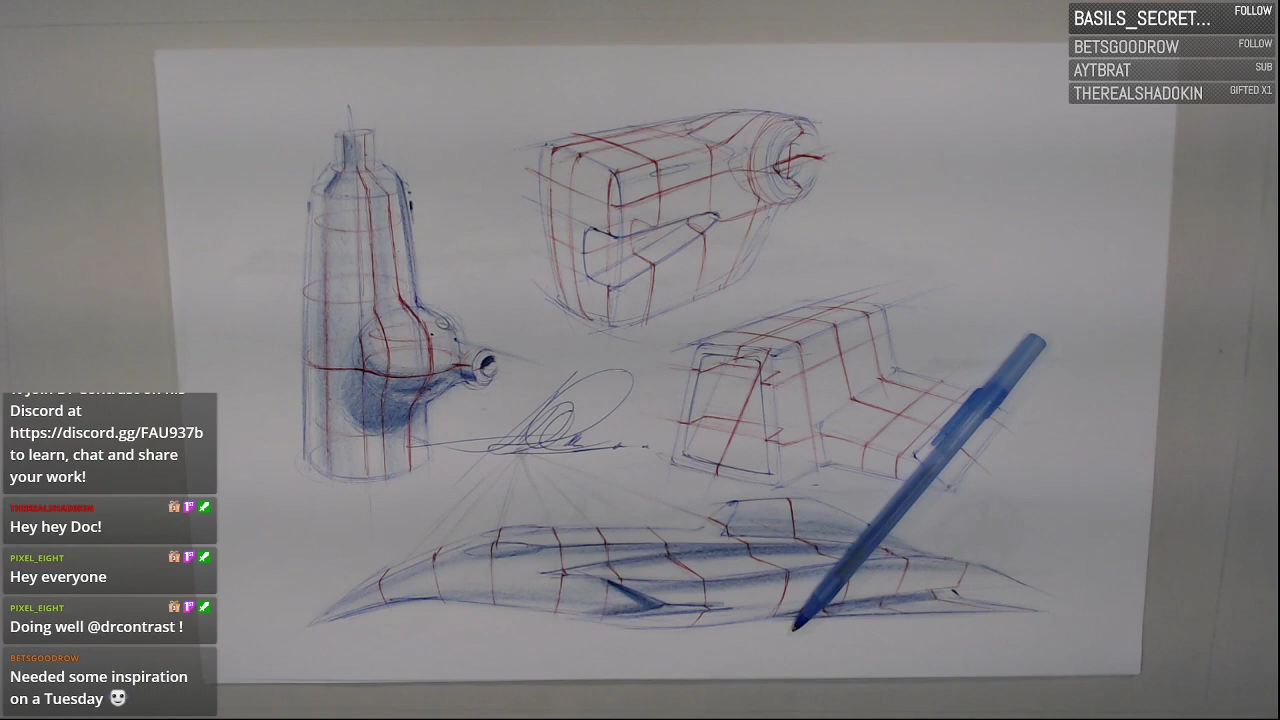 BASILS_SECRET... FOLLOW
BETSGOODROW FOLLOW
AYTBRAT SUB
THEREALSHADOKIN GIFTED X1
Discord at
https://discord.gg/FAU937b
to learn, chat and share
your work!
THEREALSHADOKIN
Hey hey Doc!
PIXEL_EIGHT
Hey everyone
PIXEL_EIGHT
Doing well @drcontrast !
BETSGOODROW
Needed some inspiration
on a Tuesday